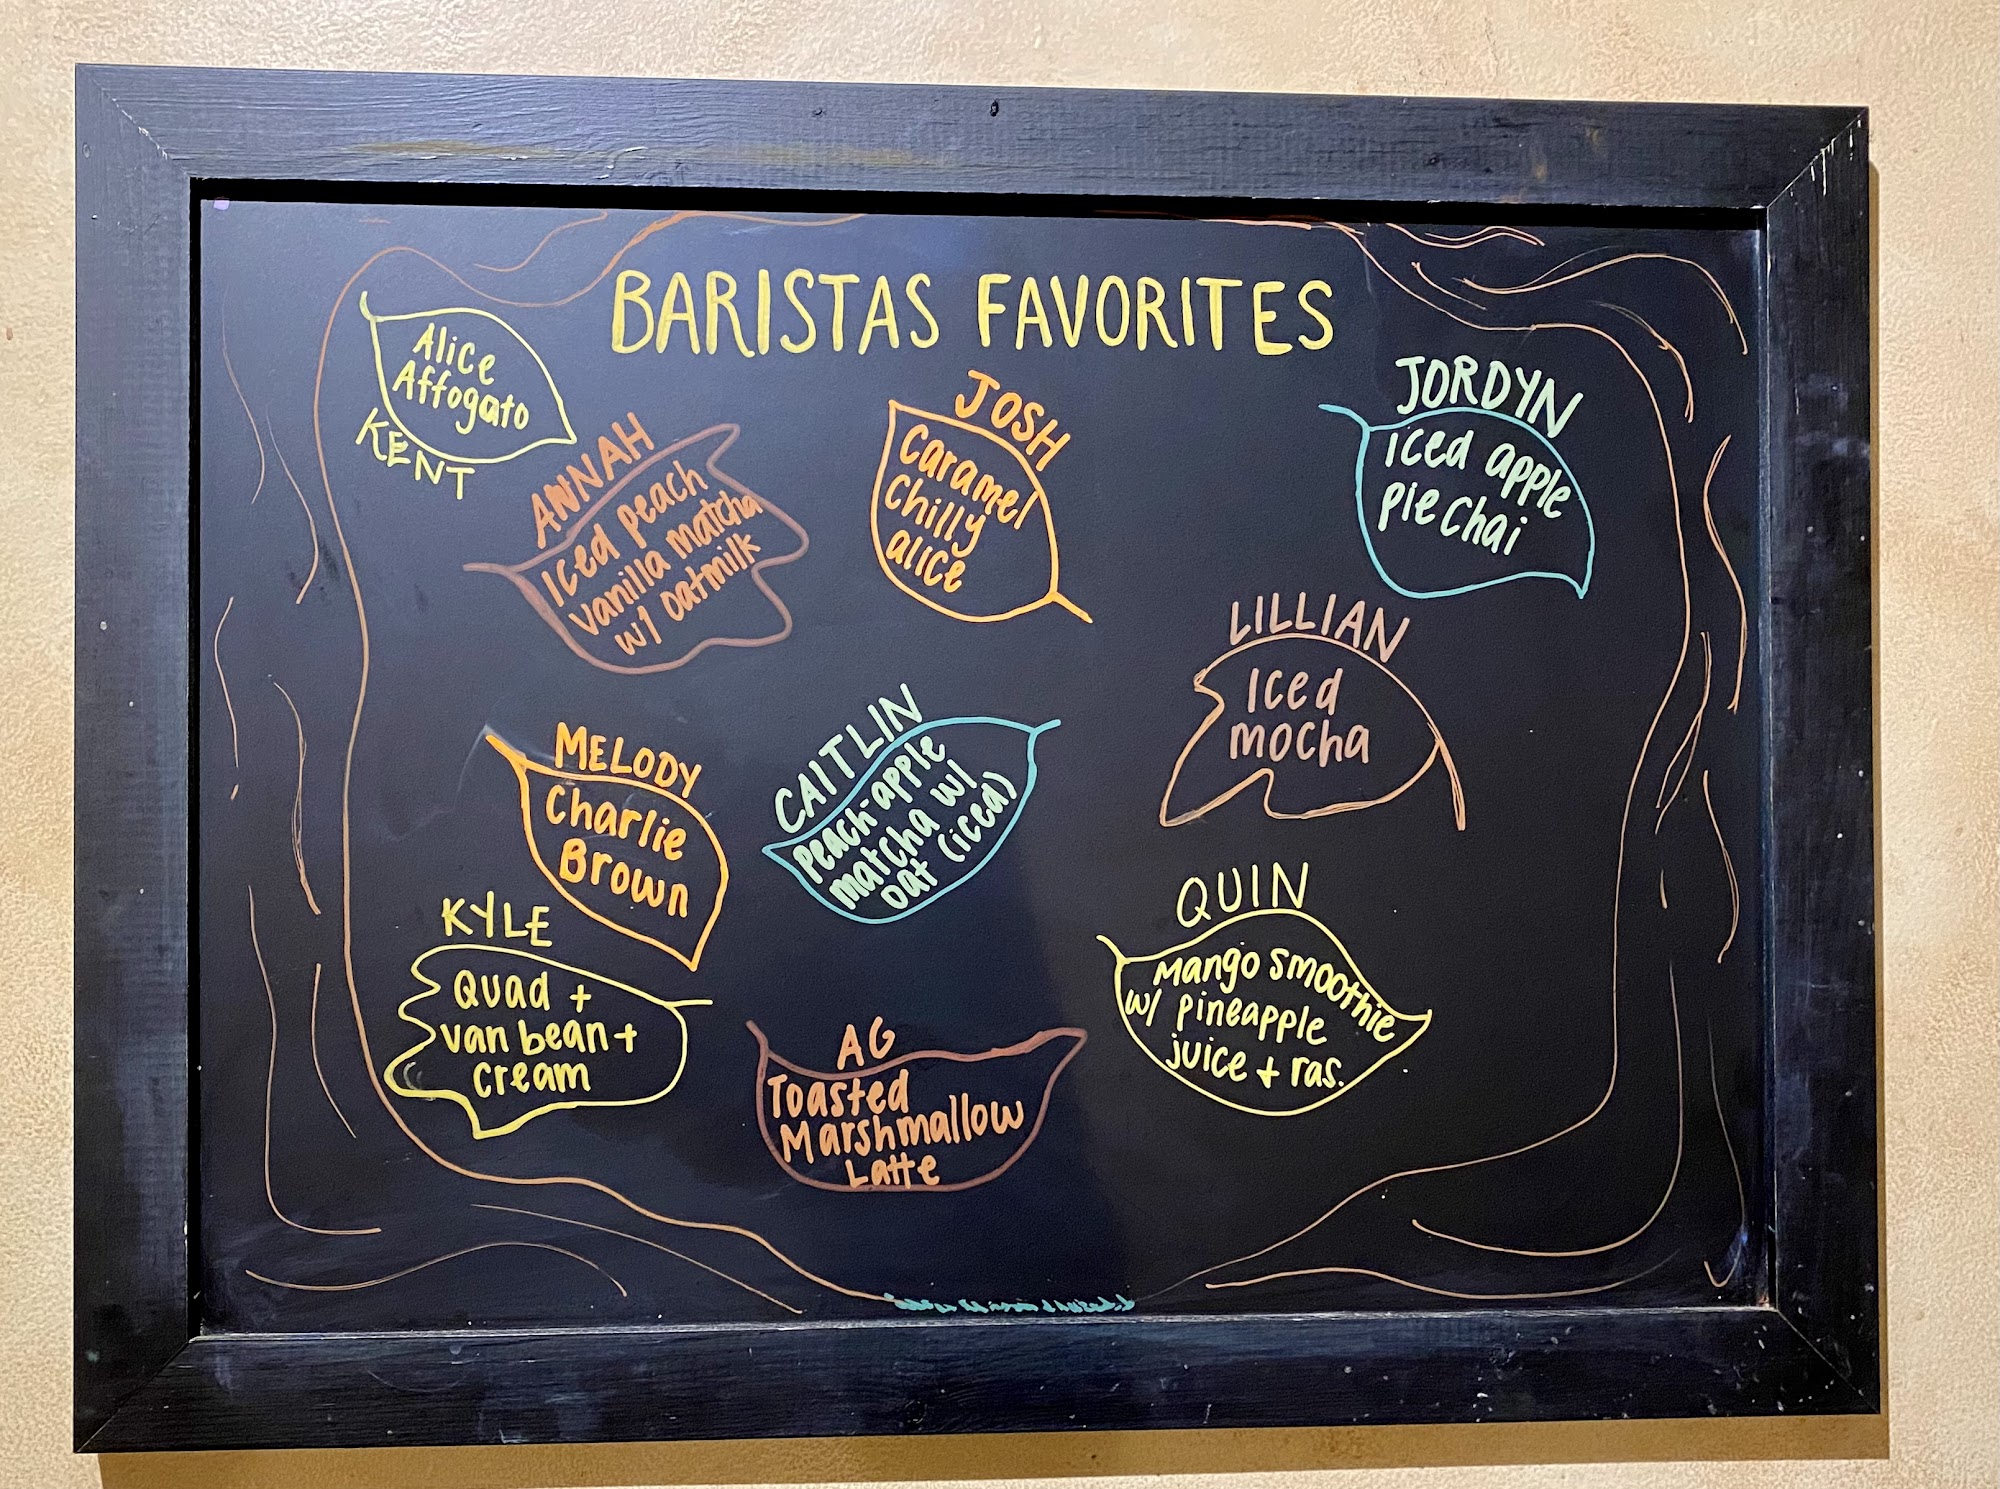 BARISTAS FAVORITES
Alice
Affogato
KENT
ANNAH
Iced peach
vanilla matcha
w/ oatmilk
JOSH
Caramel
Chilly
alice
JORDYN
iced apple
pie chai
LILLIAN
Iced
mocha
MELODY
Charlie
Brown
CAITLIN
Peach-apple
matcha w/
oat (iced)
KYLE
Quad +
van bean +
cream
QUIN
Mango smoothie
w/ pineapple
juice + ras.
AG
Toasted
Marshmallow
Latte